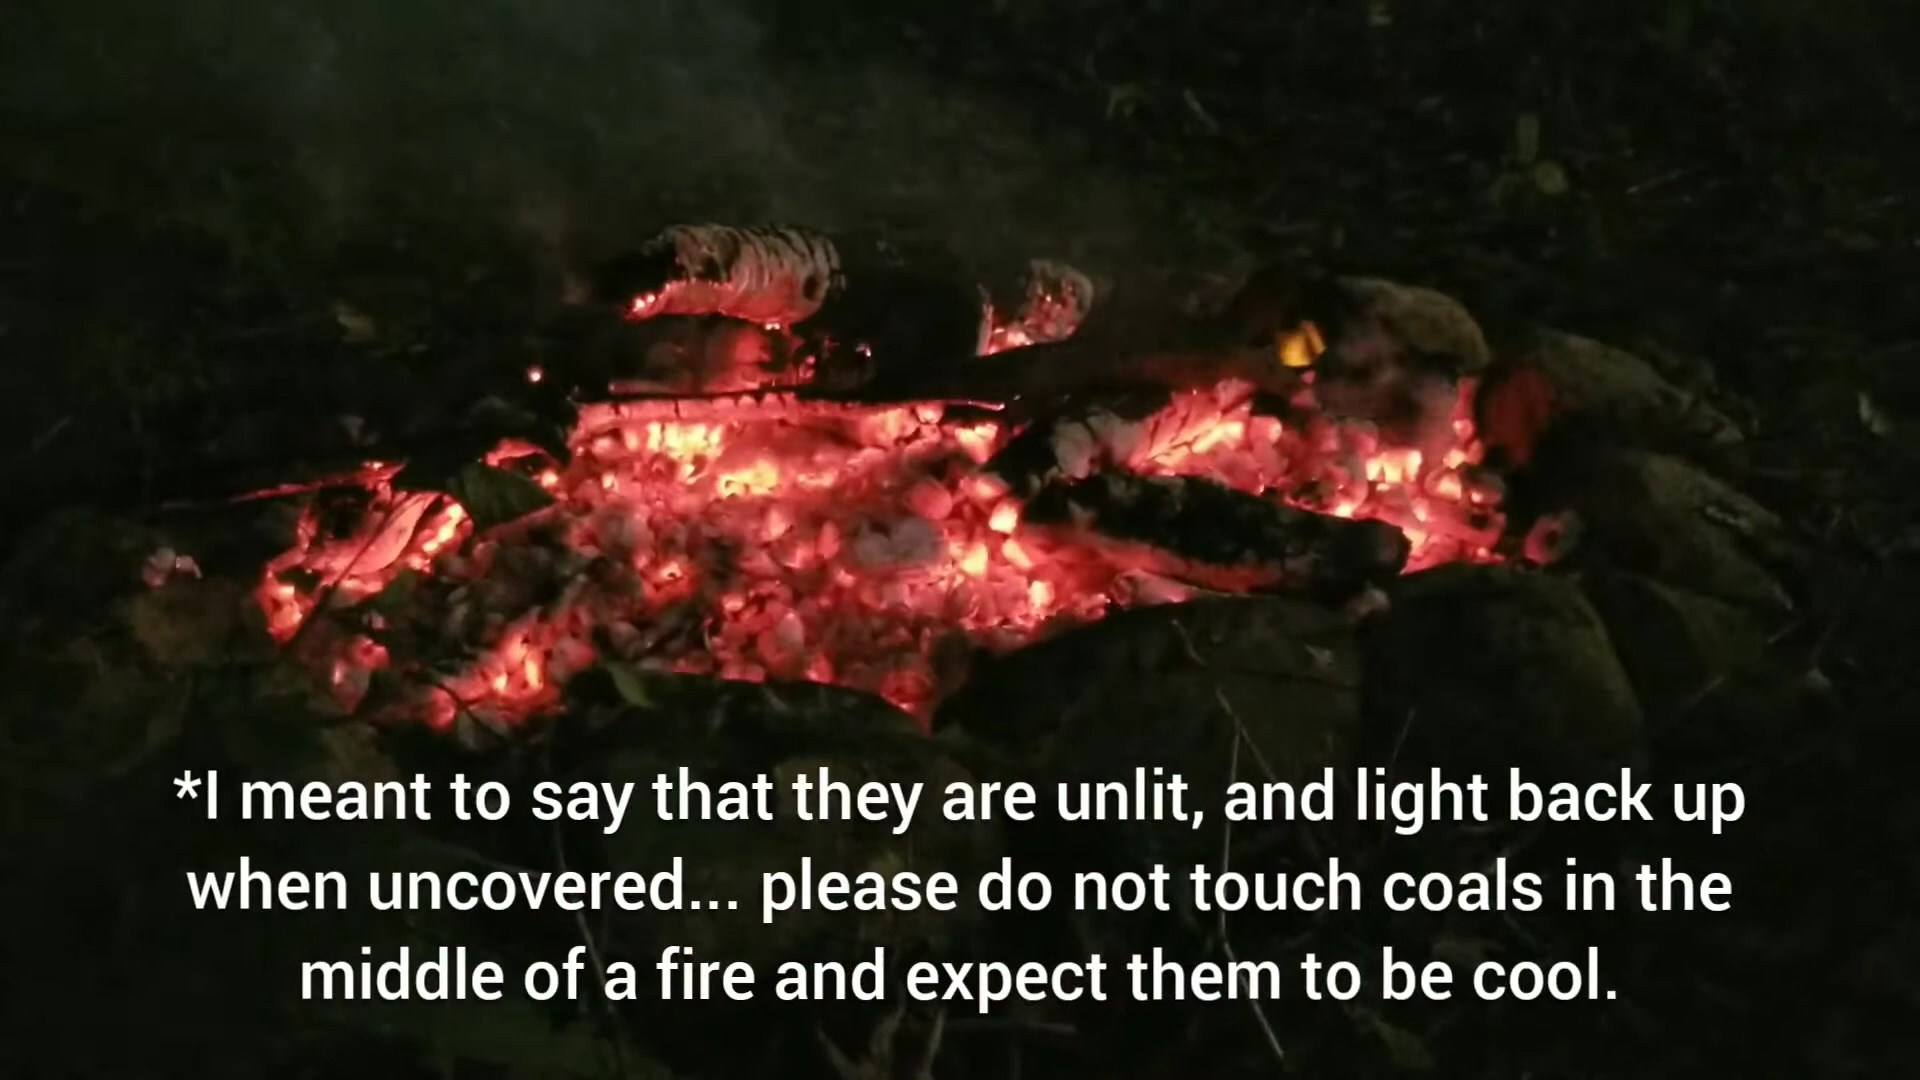 *I meant to say that they are unlit, and light back up
when uncovered... please do not touch coals in the
middle of a fire and expect them to be cool.